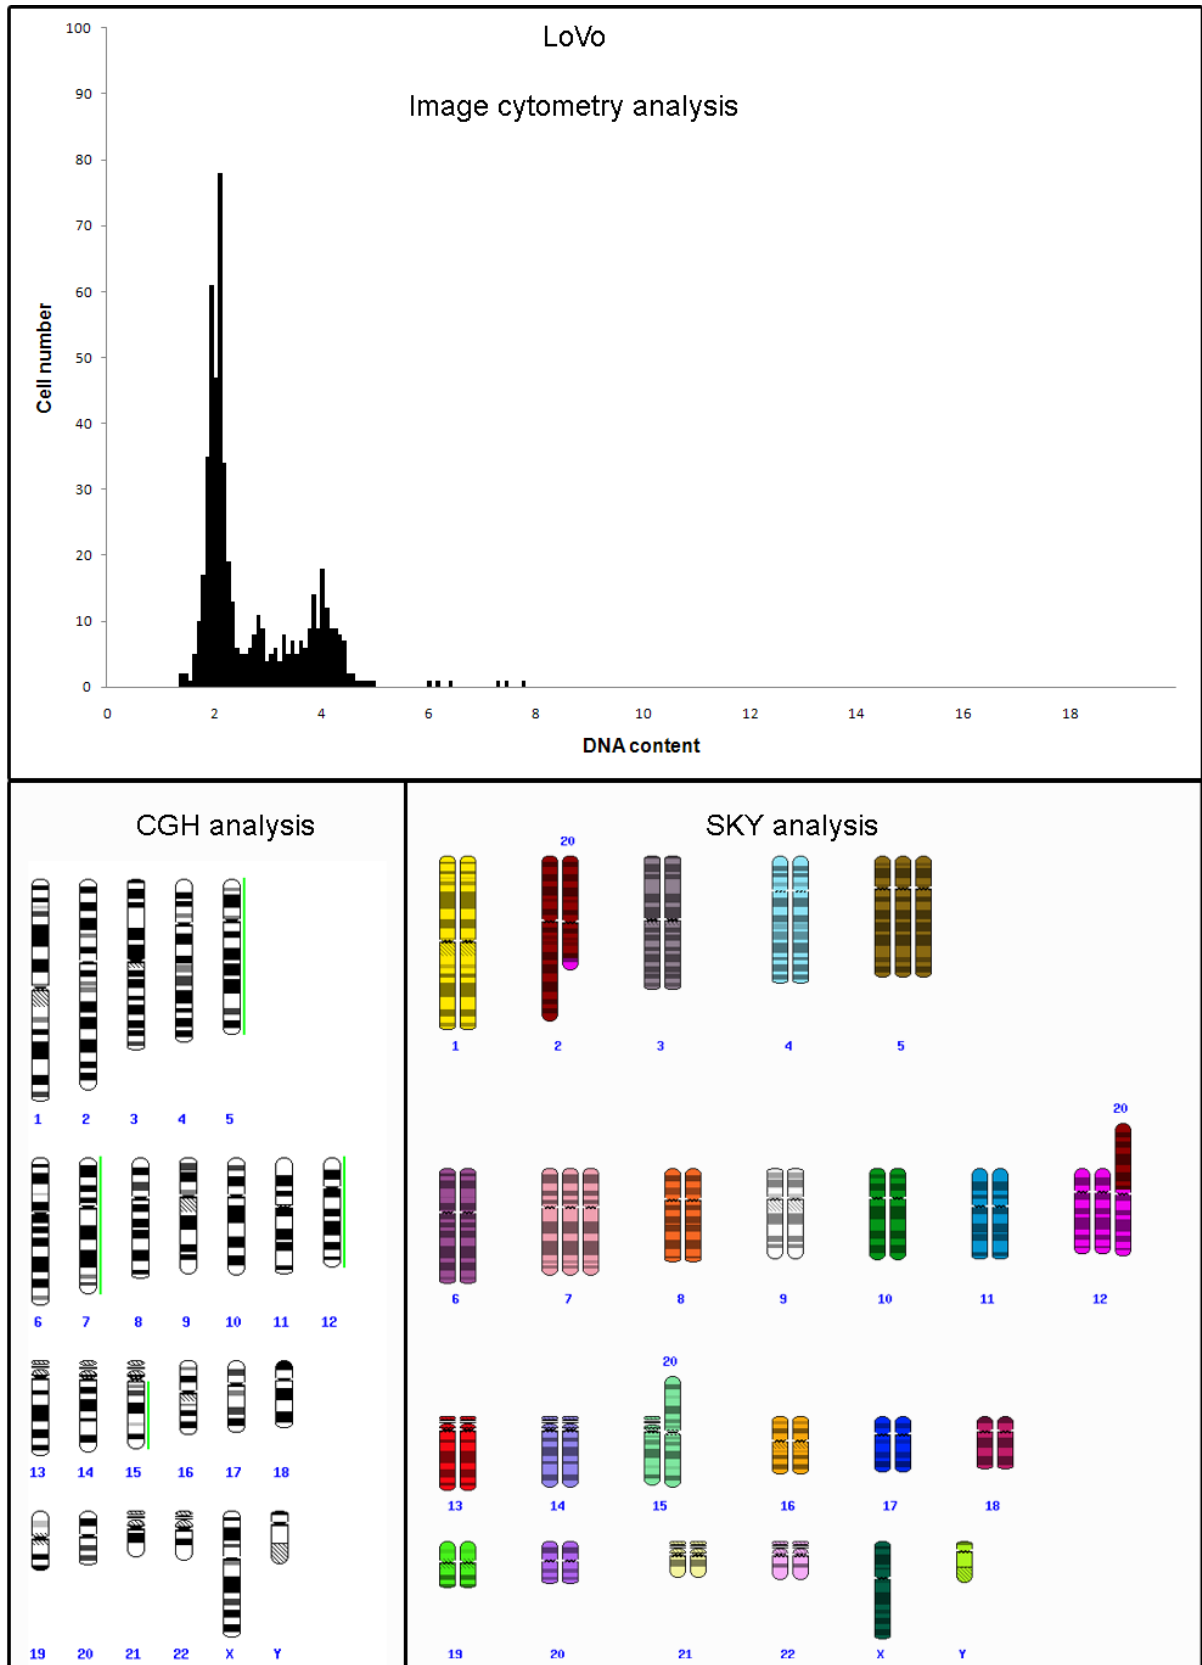 LoVo
Image cytometry analysis
100
90
80
70
60
50
40
30
20
10
0
Cell number
0 2 4 6 8 10 12 14 16 18
DNA content
CGH analysis
1 2 3 4 5
6 7 8 9 10 11 12
13 14 15 16 17 18
19 20 21 22 X Y
SKY analysis
20
1 2 3 4 5
20
6 7 8 9 10 11 12
20
13 14 15 16 17 18
19 20 21 22 X Y